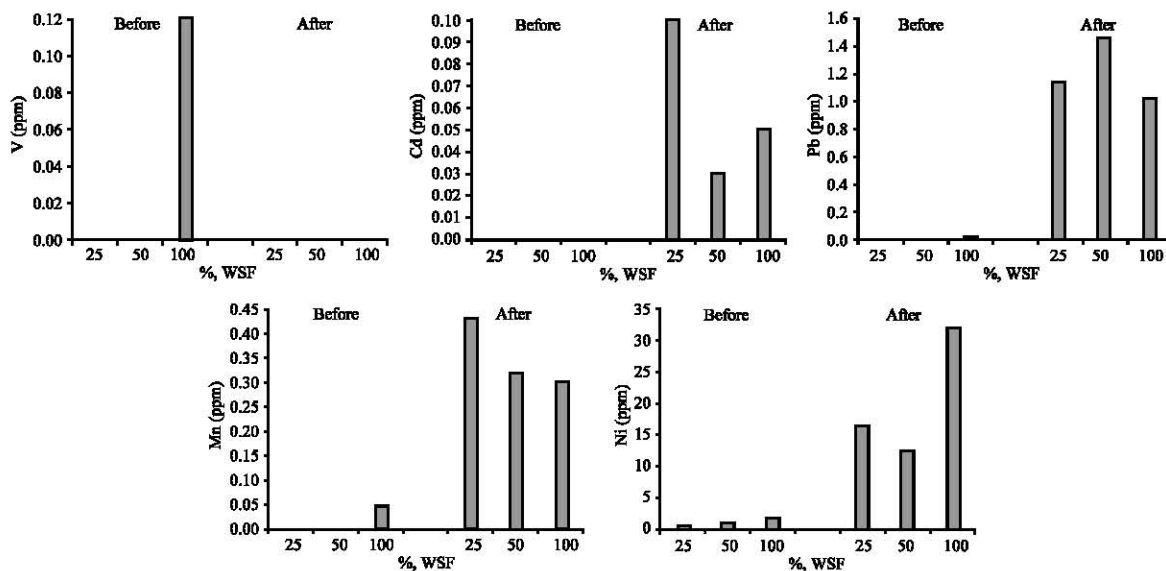 0.12
0.10
0.08
0.06
0.04
0.02
0.00
V (ppm)
Before
After
25 50 100 25 50 100
%, WSF
0.10
0.09
0.08
0.07
0.06
0.05
0.04
0.03
0.01
0.01
0.00
Cd (ppm)
Before
After
25 50 100 25 50 100
%, WSF
1.6
1.4
1.2
1.0
0.8
0.6
0.4
0.2
0.0
Pb (ppm)
Before
After
25 50 100 25 50 100
%, WSF
0.45
0.40
0.35
0.30
0.25
0.20
0.15
0.10
0.05
0.00
Mn (ppm)
Before
After
25 50 100 25 50 100
%, WSF
35
30
25
20
15
10
5
0
Ni (ppm)
Before
After
25 50 100 25 50 100
%, WSF